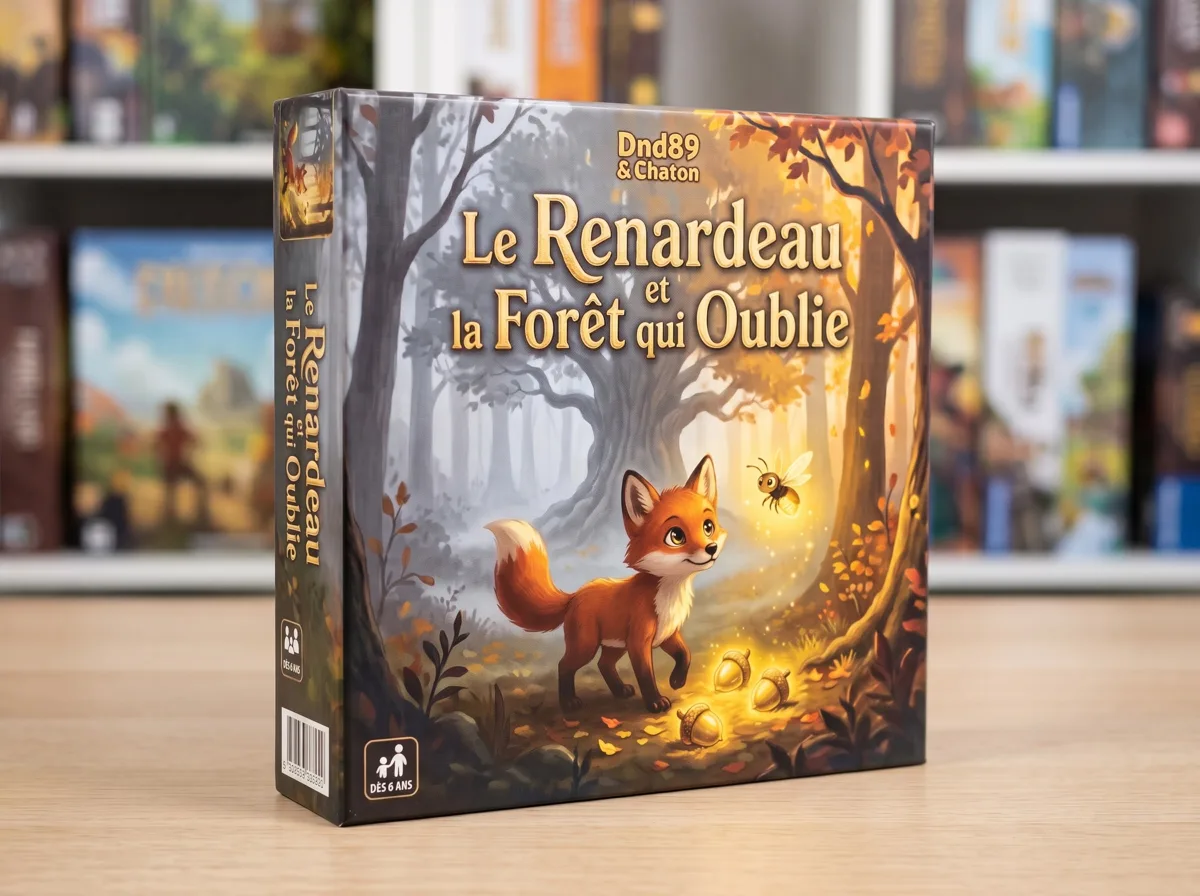 Dnd89
& Chaton
Le Renardeau
et
la Forêt qui Oublie
DÈS 6 ANS
Le Renardeau
et
la Forêt qui Oublie
DÈS 6 ANS